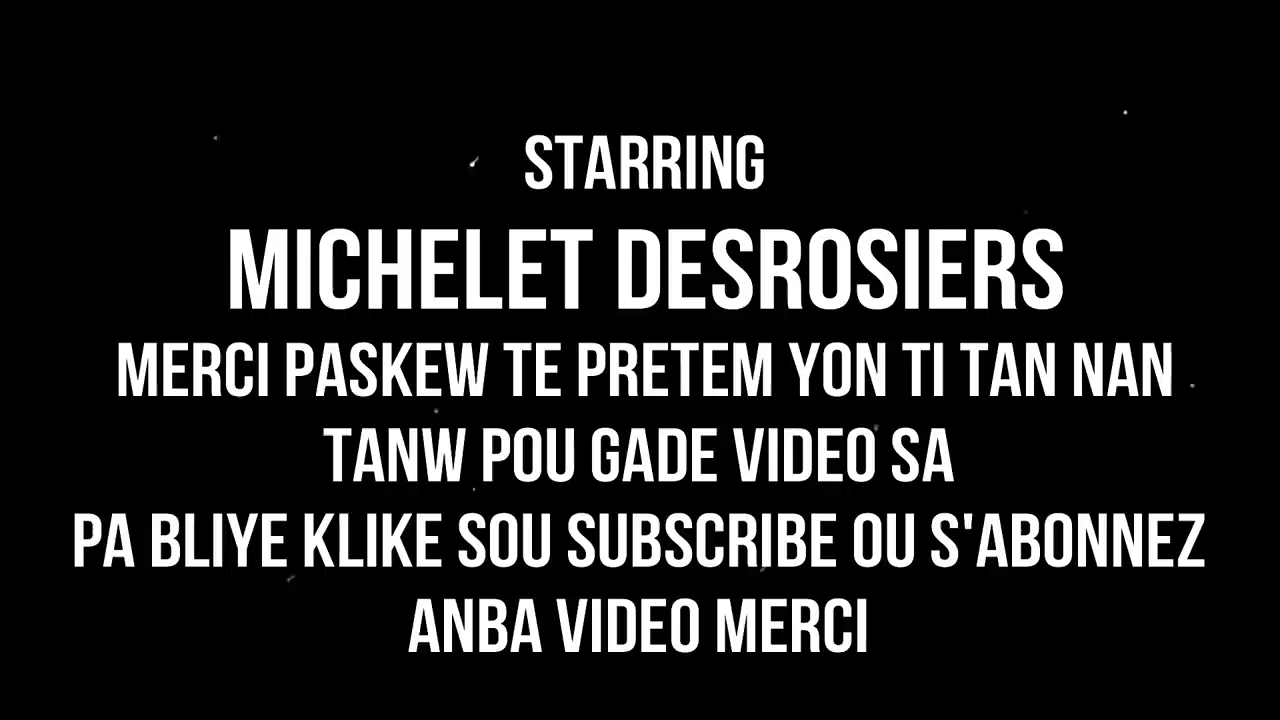 STARRING
MICHELET DESROSIERS
MERCI PASKEW TE PRETEM YON TI TAN NAN
TANW POU GADE VIDEO SA
PA BLIYE KLIKE SOU SUBSCRIBE OU S'ABONNEZ
ANBA VIDEO MERCI